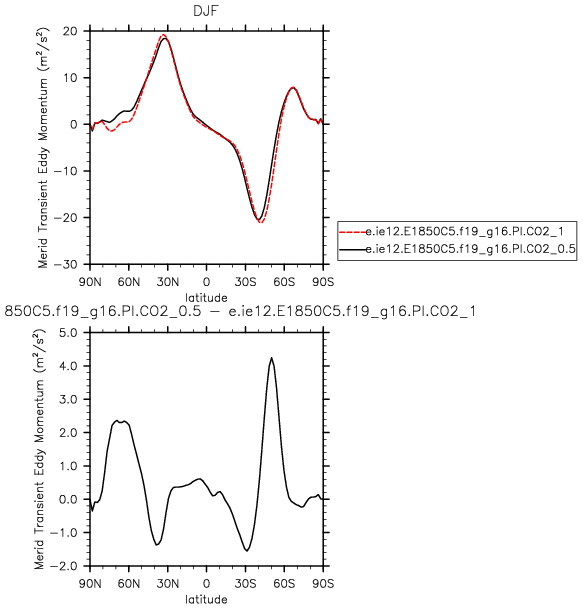 DJF
Merid Transient Eddy Momentum (m²/s²)
20
10
0
−10
−20
−30
90N 60N 30N 0 30S 60S 90S
latitude
e.ie12.E1850C5.f19_g16.PI.CO2_1
e.ie12.E1850C5.f19_g16.PI.CO2_0.5
850C5.f19_g16.PI.CO2_0.5 − e.ie12.E1850C5.f19_g16.PI.CO2_1
Merid Transient Eddy Momentum (m²/s²)
5.0
4.0
3.0
2.0
1.0
0.0
−1.0
−2.0
90N 60N 30N 0 30S 60S 90S
latitude